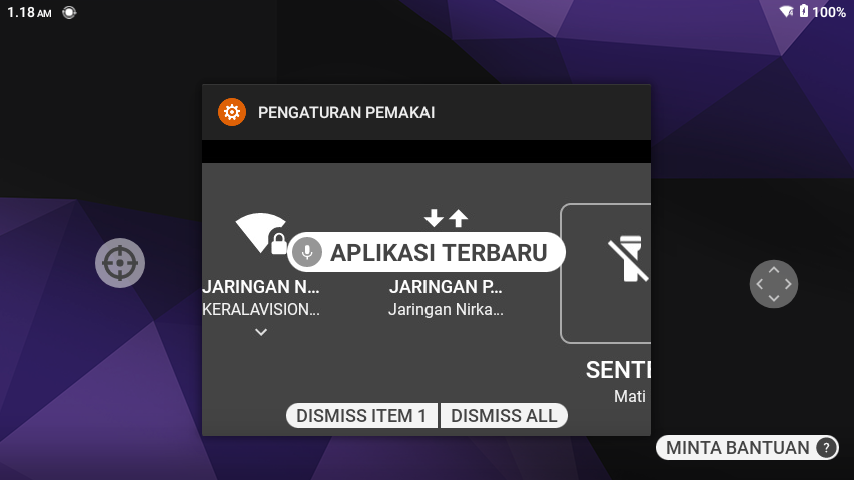 1.18 AM
100%
PENGATURAN PEMAKAI
APLIKASI TERBARU
JARINGAN N...
JARINGAN P...
KERALAVISION...
Jaringan Nirka...
SENTE
Mati
DISMISS ITEM 1
DISMISS ALL
MINTA BANTUAN ?